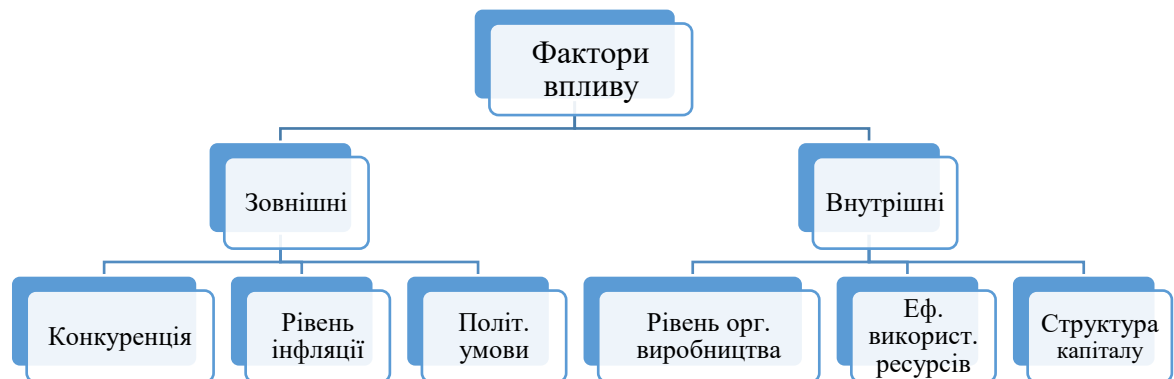 Фактори
впливу
Зовнішні
Внутрішні
Конкуренція
Рівень
інфляції
Політ.
умови
Рівень орг.
виробництва
Еф.
використ.
ресурсів
Структура
капіталу